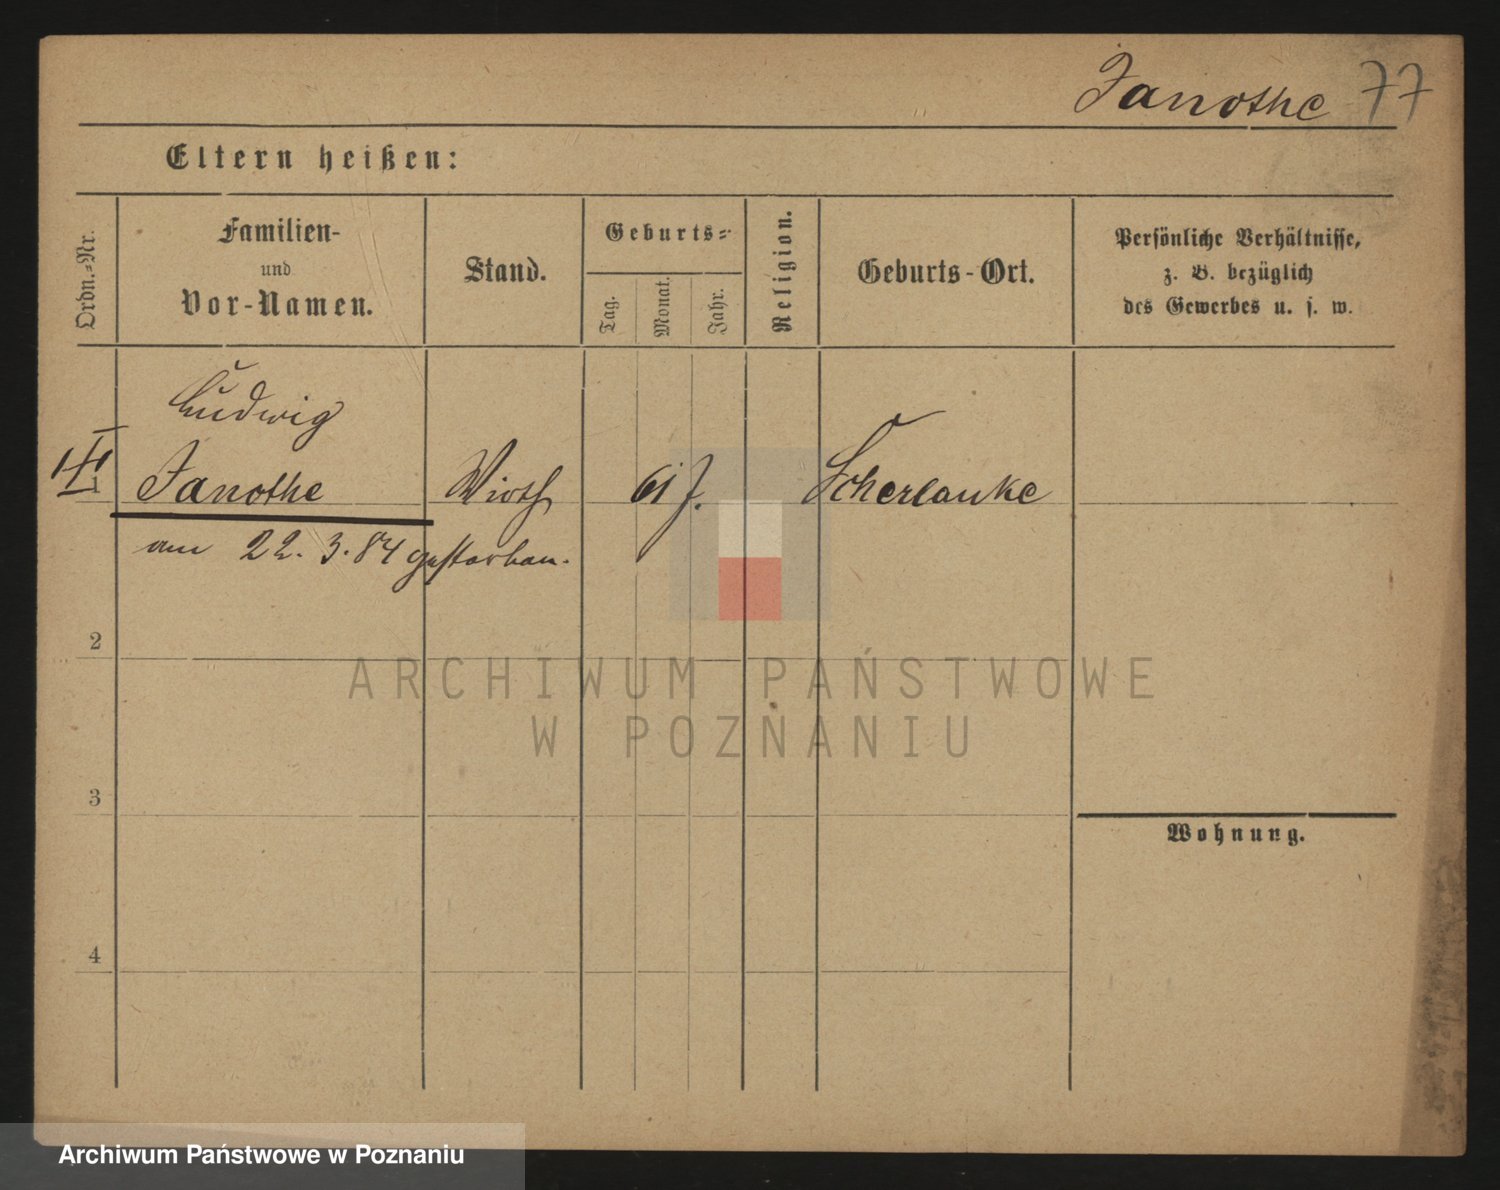 Janothe 77
Eltern heißen:
Ordn.=Nr.
Familien-
und
Vor-Namen.
Stand.
Geburts=
Tag.
Monat.
Jahr.
Religion.
Geburts-Ort.
Persönliche Verhältnisse,
z. B. bezüglich
des Gewerbes u. s. w.
Ludwig
1 Janothe Wirth 61 J. Scherlanke
am 22. 3. 84 gestorben.
2
3
Wohnung.
4
ARCHIWUM PAŃSTWOWE
W POZNANIU
Archiwum Państwowe w Poznaniu